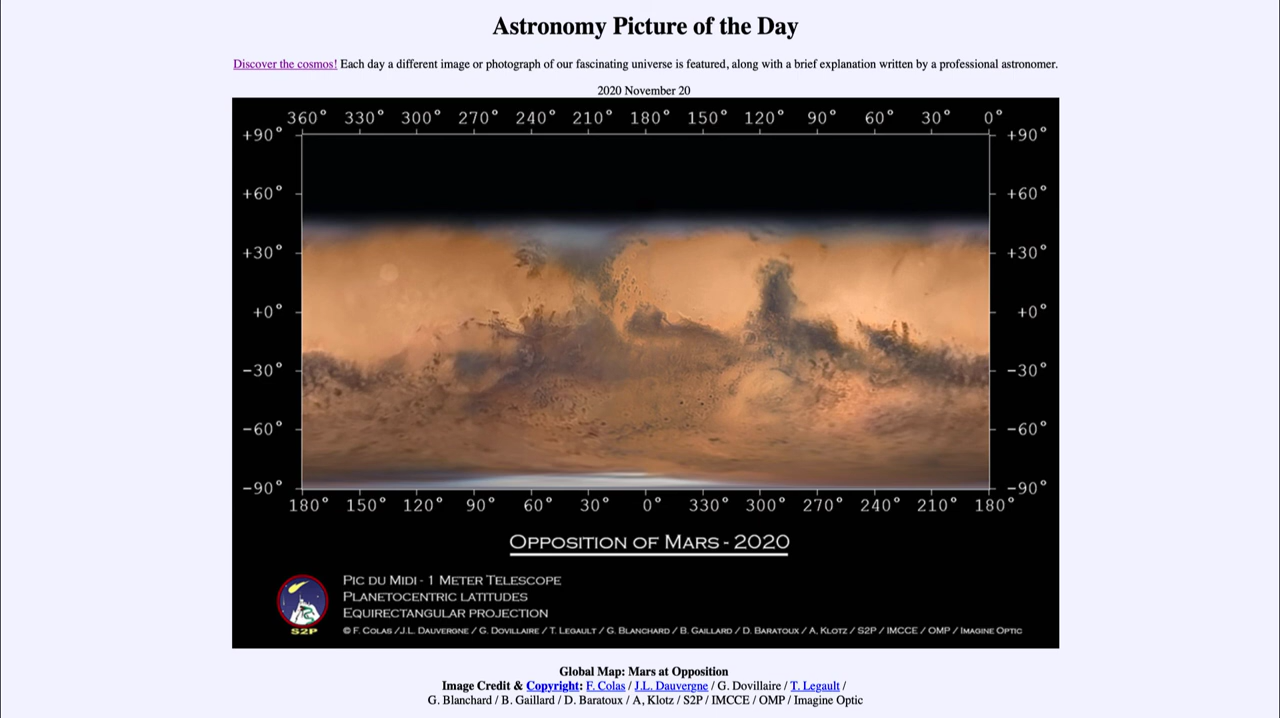 Astronomy Picture of the Day
Discover the cosmos! Each day a different image or photograph of our fascinating universe is featured, along with a brief explanation written by a professional astronomer.
2020 November 20
360° 330° 300° 270° 240° 210° 180° 150° 120° 90° 60° 30° 0°
+90° +90°
+60° +60°
+30° +30°
+0° +0°
−30° −30°
−60° −60°
−90° −90°
180° 150° 120° 90° 60° 30° 0° 330° 300° 270° 240° 210° 180°
Opposition of Mars - 2020
Pic du Midi - 1 Meter Telescope
Planetocentric latitudes
Equirectangular projection
S2P
© F. Colas /J.L. Dauvergne / G. Dovillaire / T. Legault / G. Blanchard / B. Gaillard / D. Baratoux / A, Klotz / S2P / IMCCE / OMP / Imagine Optic
Global Map: Mars at Opposition
Image Credit & Copyright: F. Colas / J.L. Dauvergne / G. Dovillaire / T. Legault /
G. Blanchard / B. Gaillard / D. Baratoux / A, Klotz / S2P / IMCCE / OMP / Imagine Optic